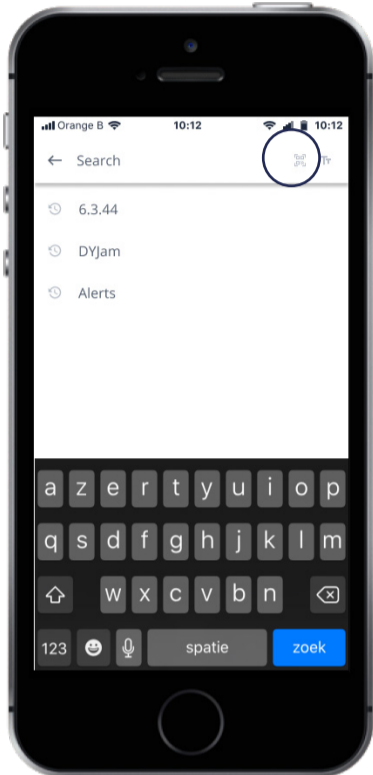 Orange B 10:12 10:12
Search Tr
6.3.44
DYJam
Alerts
a z e r t y u i o p
q s d f g h j k l m
w x c v b n
123 spatie zoek